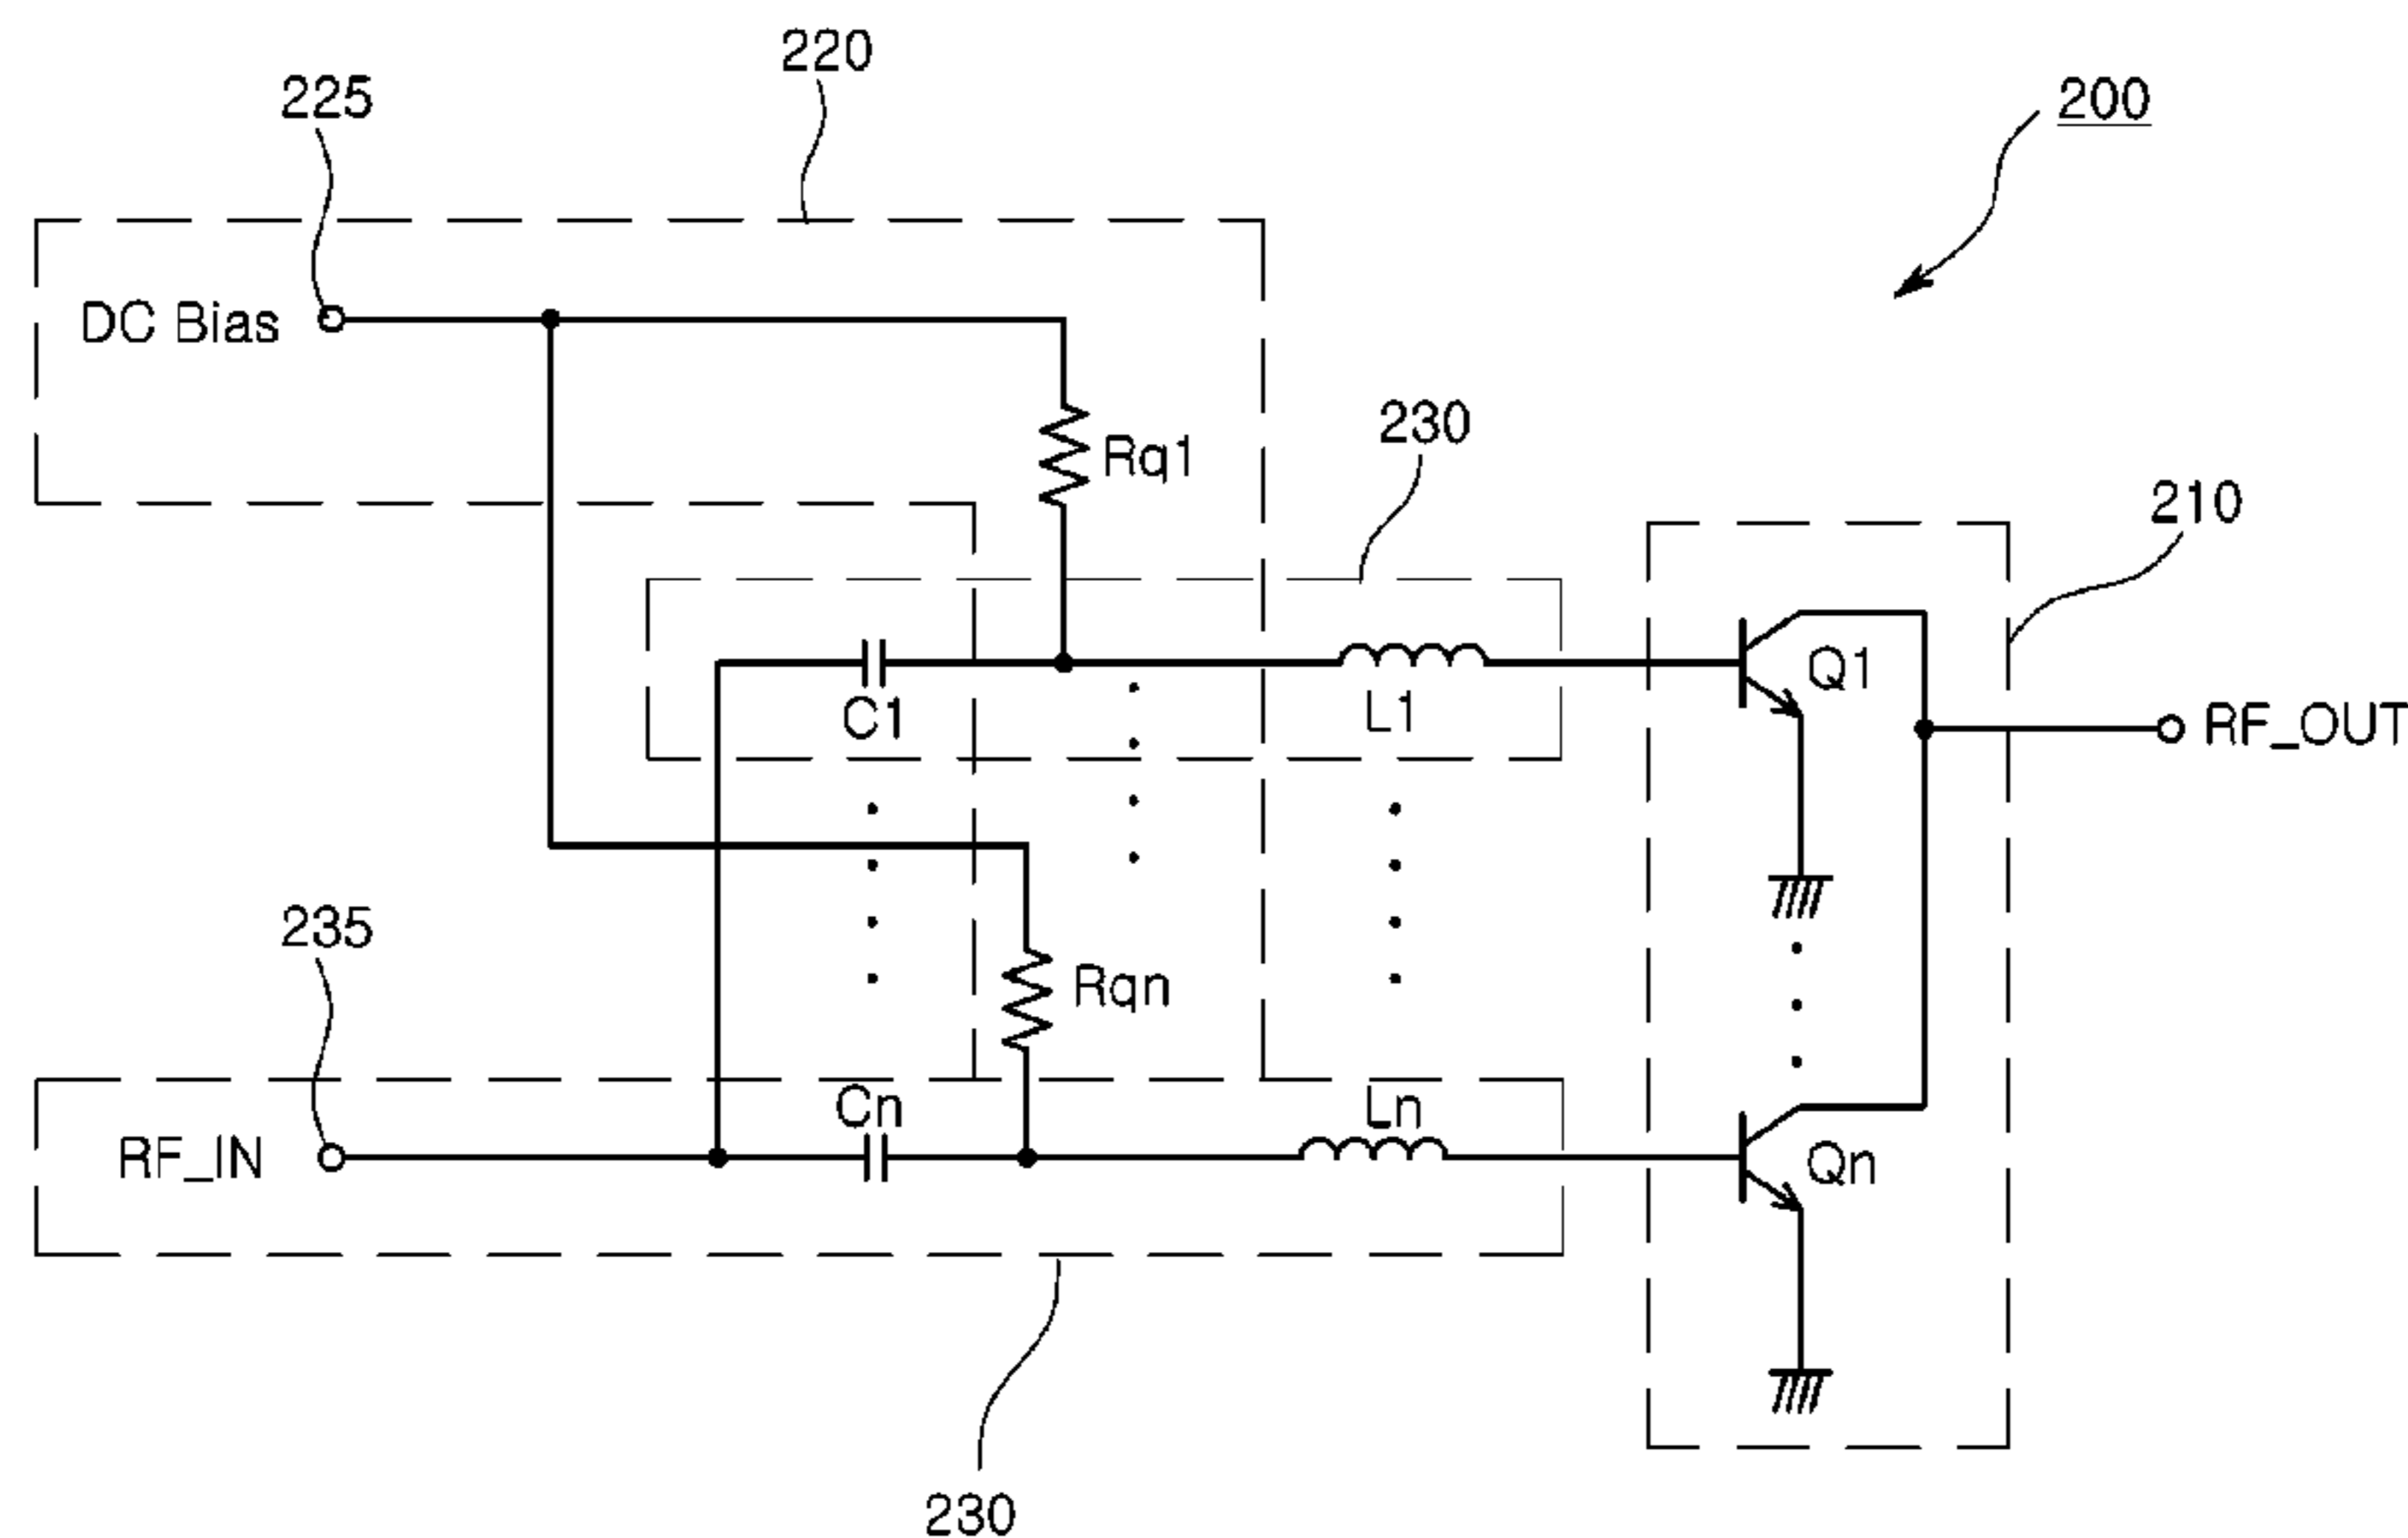 220
225
200
DC Bias
Rq1
230
210
C1
L1
Q1
RF_OUT
235
Rqn
RF_IN
Cn
Ln
Qn
230